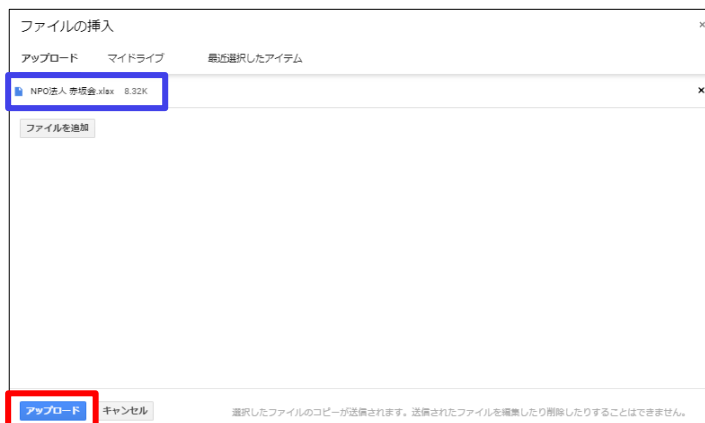 ファイルの挿入 ×
アップロード マイドライブ 最近選択したアイテム
NPO法人 赤坂会.xlsx 8.32K ×
ファイルを追加
アップロード キャンセル 選択したファイルのコピーが送信されます。送信されたファイルを編集したり削除したりすることはできません。